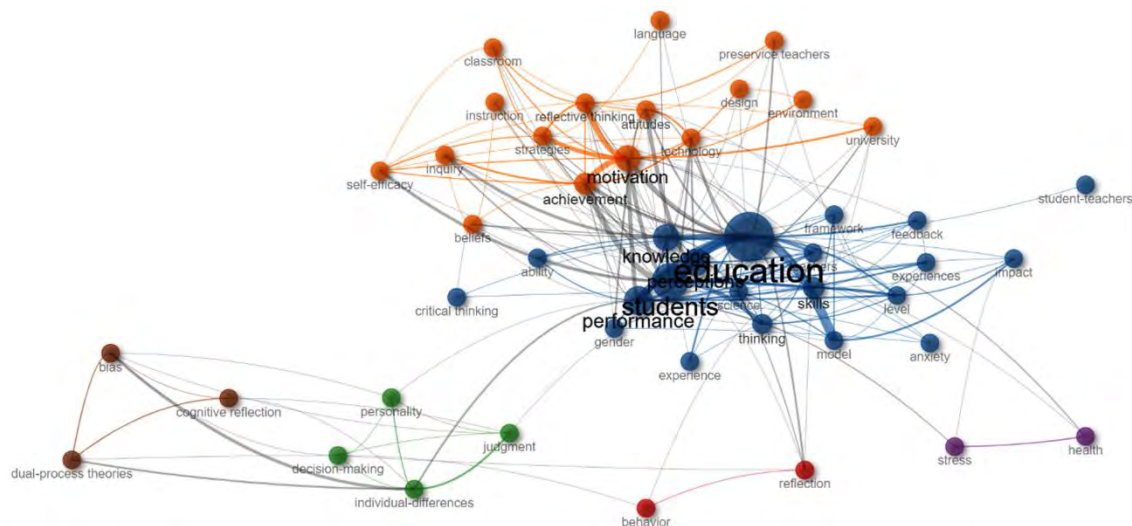 language
classroom
preservice teachers
instruction
reflective thinking
attitudes
design
environment
strategies
technology
university
inquiry
self-efficacy
motivation
achievement
student-teachers
beliefs
framework
feedback
knowledge
ability
education
experiences
impact
perceptions
critical thinking
students
science
skills
level
performance
gender
thinking
model
anxiety
experience
bias
cognitive reflection
personality
judgment
dual-process theories
decision-making
individual-differences
stress
health
reflection
behavior